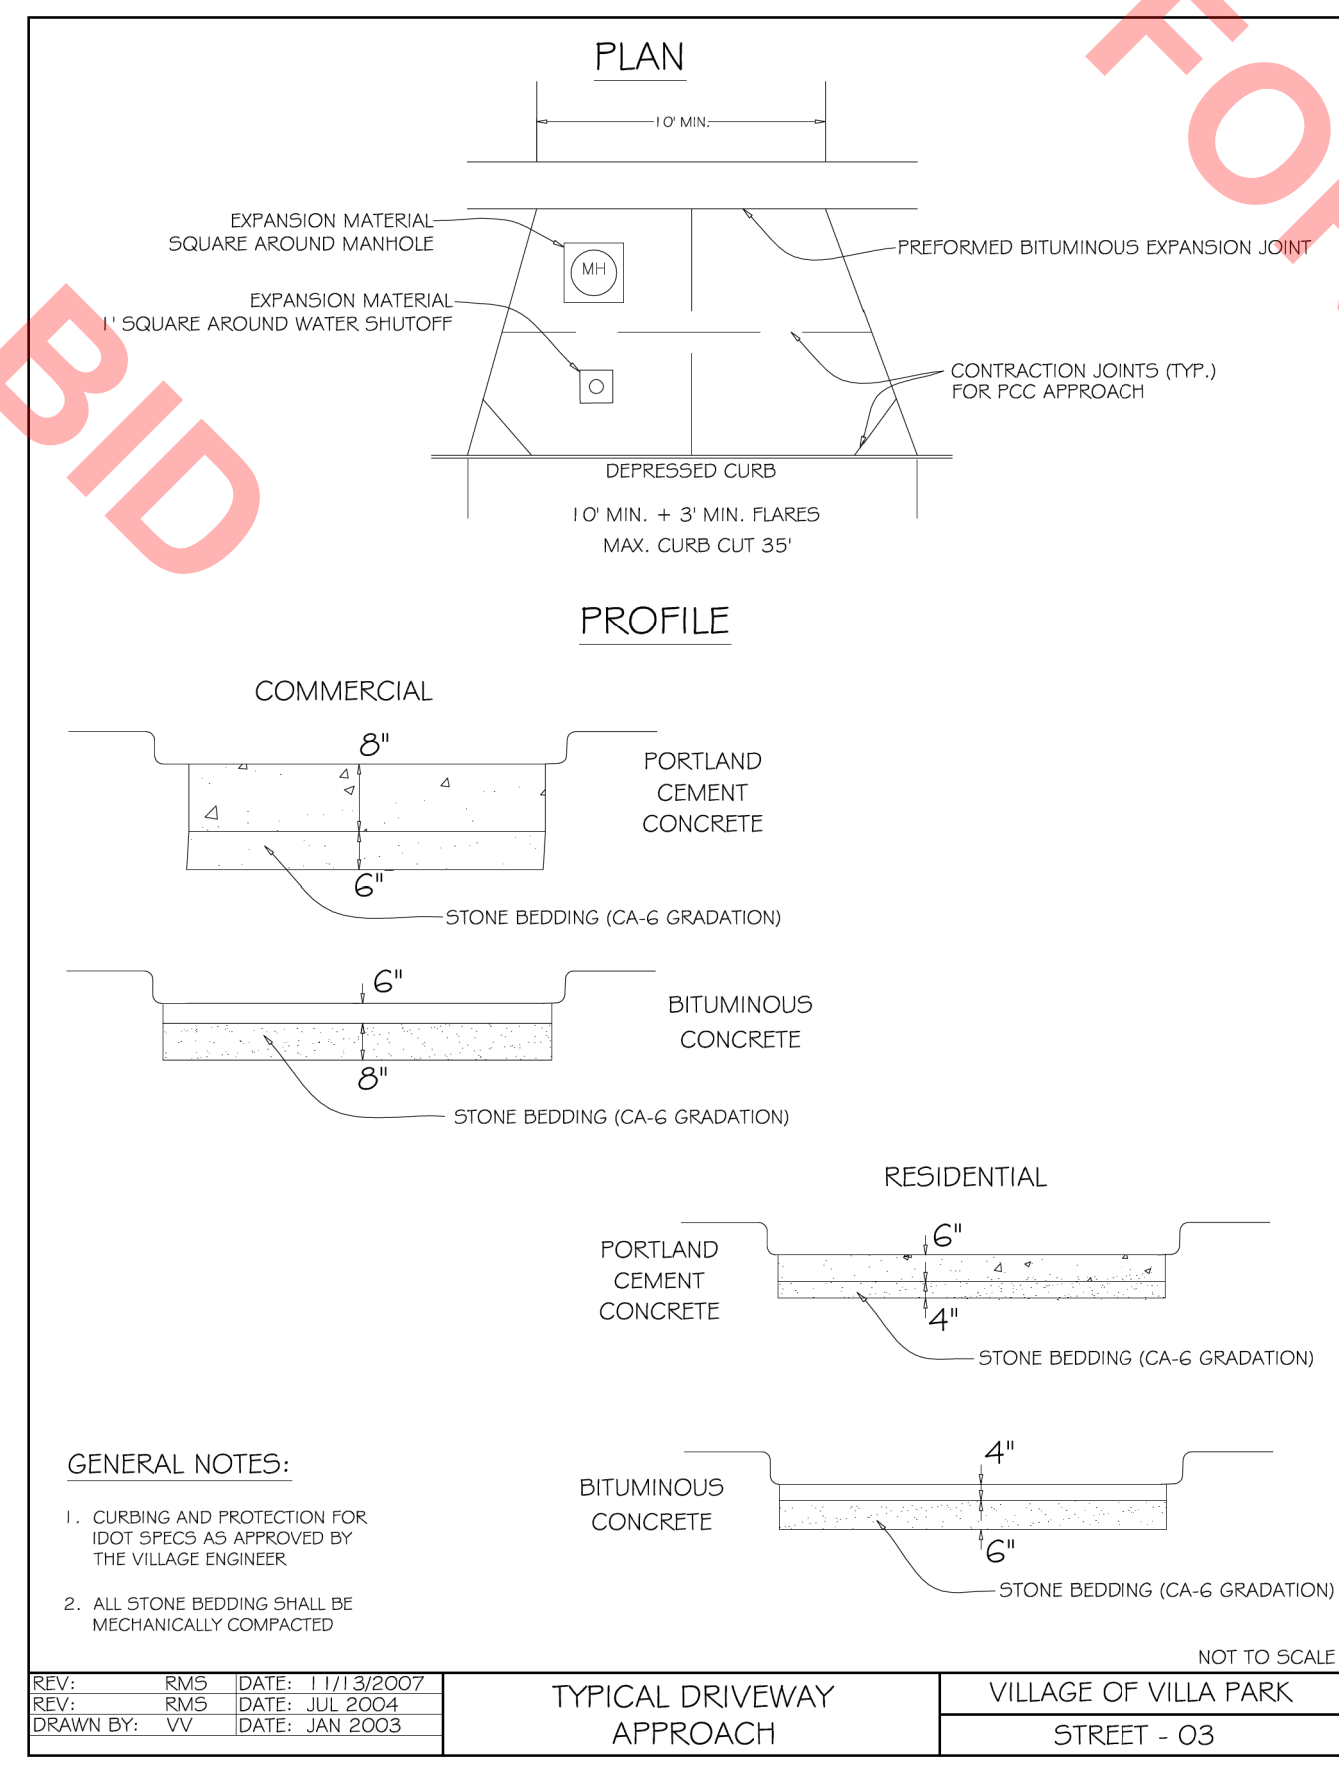 PLAN
10' MIN.
EXPANSION MATERIAL
SQUARE AROUND MANHOLE
MH
PREFORMED BITUMINOUS EXPANSION JOINT
EXPANSION MATERIAL
1' SQUARE AROUND WATER SHUTOFF
CONTRACTION JOINTS (TYP.)
FOR PCC APPROACH
DEPRESSED CURB
10' MIN. + 3' MIN. FLARES
MAX. CURB CUT 35'
PROFILE
COMMERCIAL
8"
PORTLAND
CEMENT
CONCRETE
6"
STONE BEDDING (CA-6 GRADATION)
6"
BITUMINOUS
CONCRETE
8"
STONE BEDDING (CA-6 GRADATION)
RESIDENTIAL
6"
PORTLAND
CEMENT
CONCRETE
4"
STONE BEDDING (CA-6 GRADATION)
4"
BITUMINOUS
CONCRETE
6"
STONE BEDDING (CA-6 GRADATION)
GENERAL NOTES:
1. CURBING AND PROTECTION FOR
IDOT SPECS AS APPROVED BY
THE VILLAGE ENGINEER
2. ALL STONE BEDDING SHALL BE
MECHANICALLY COMPACTED
NOT TO SCALE
REV: RMS DATE: 11/13/2007
REV: RMS DATE: JUL 2004
DRAWN BY: VV DATE: JAN 2003
TYPICAL DRIVEWAY
APPROACH
VILLAGE OF VILLA PARK
STREET - 03
FOR
BID